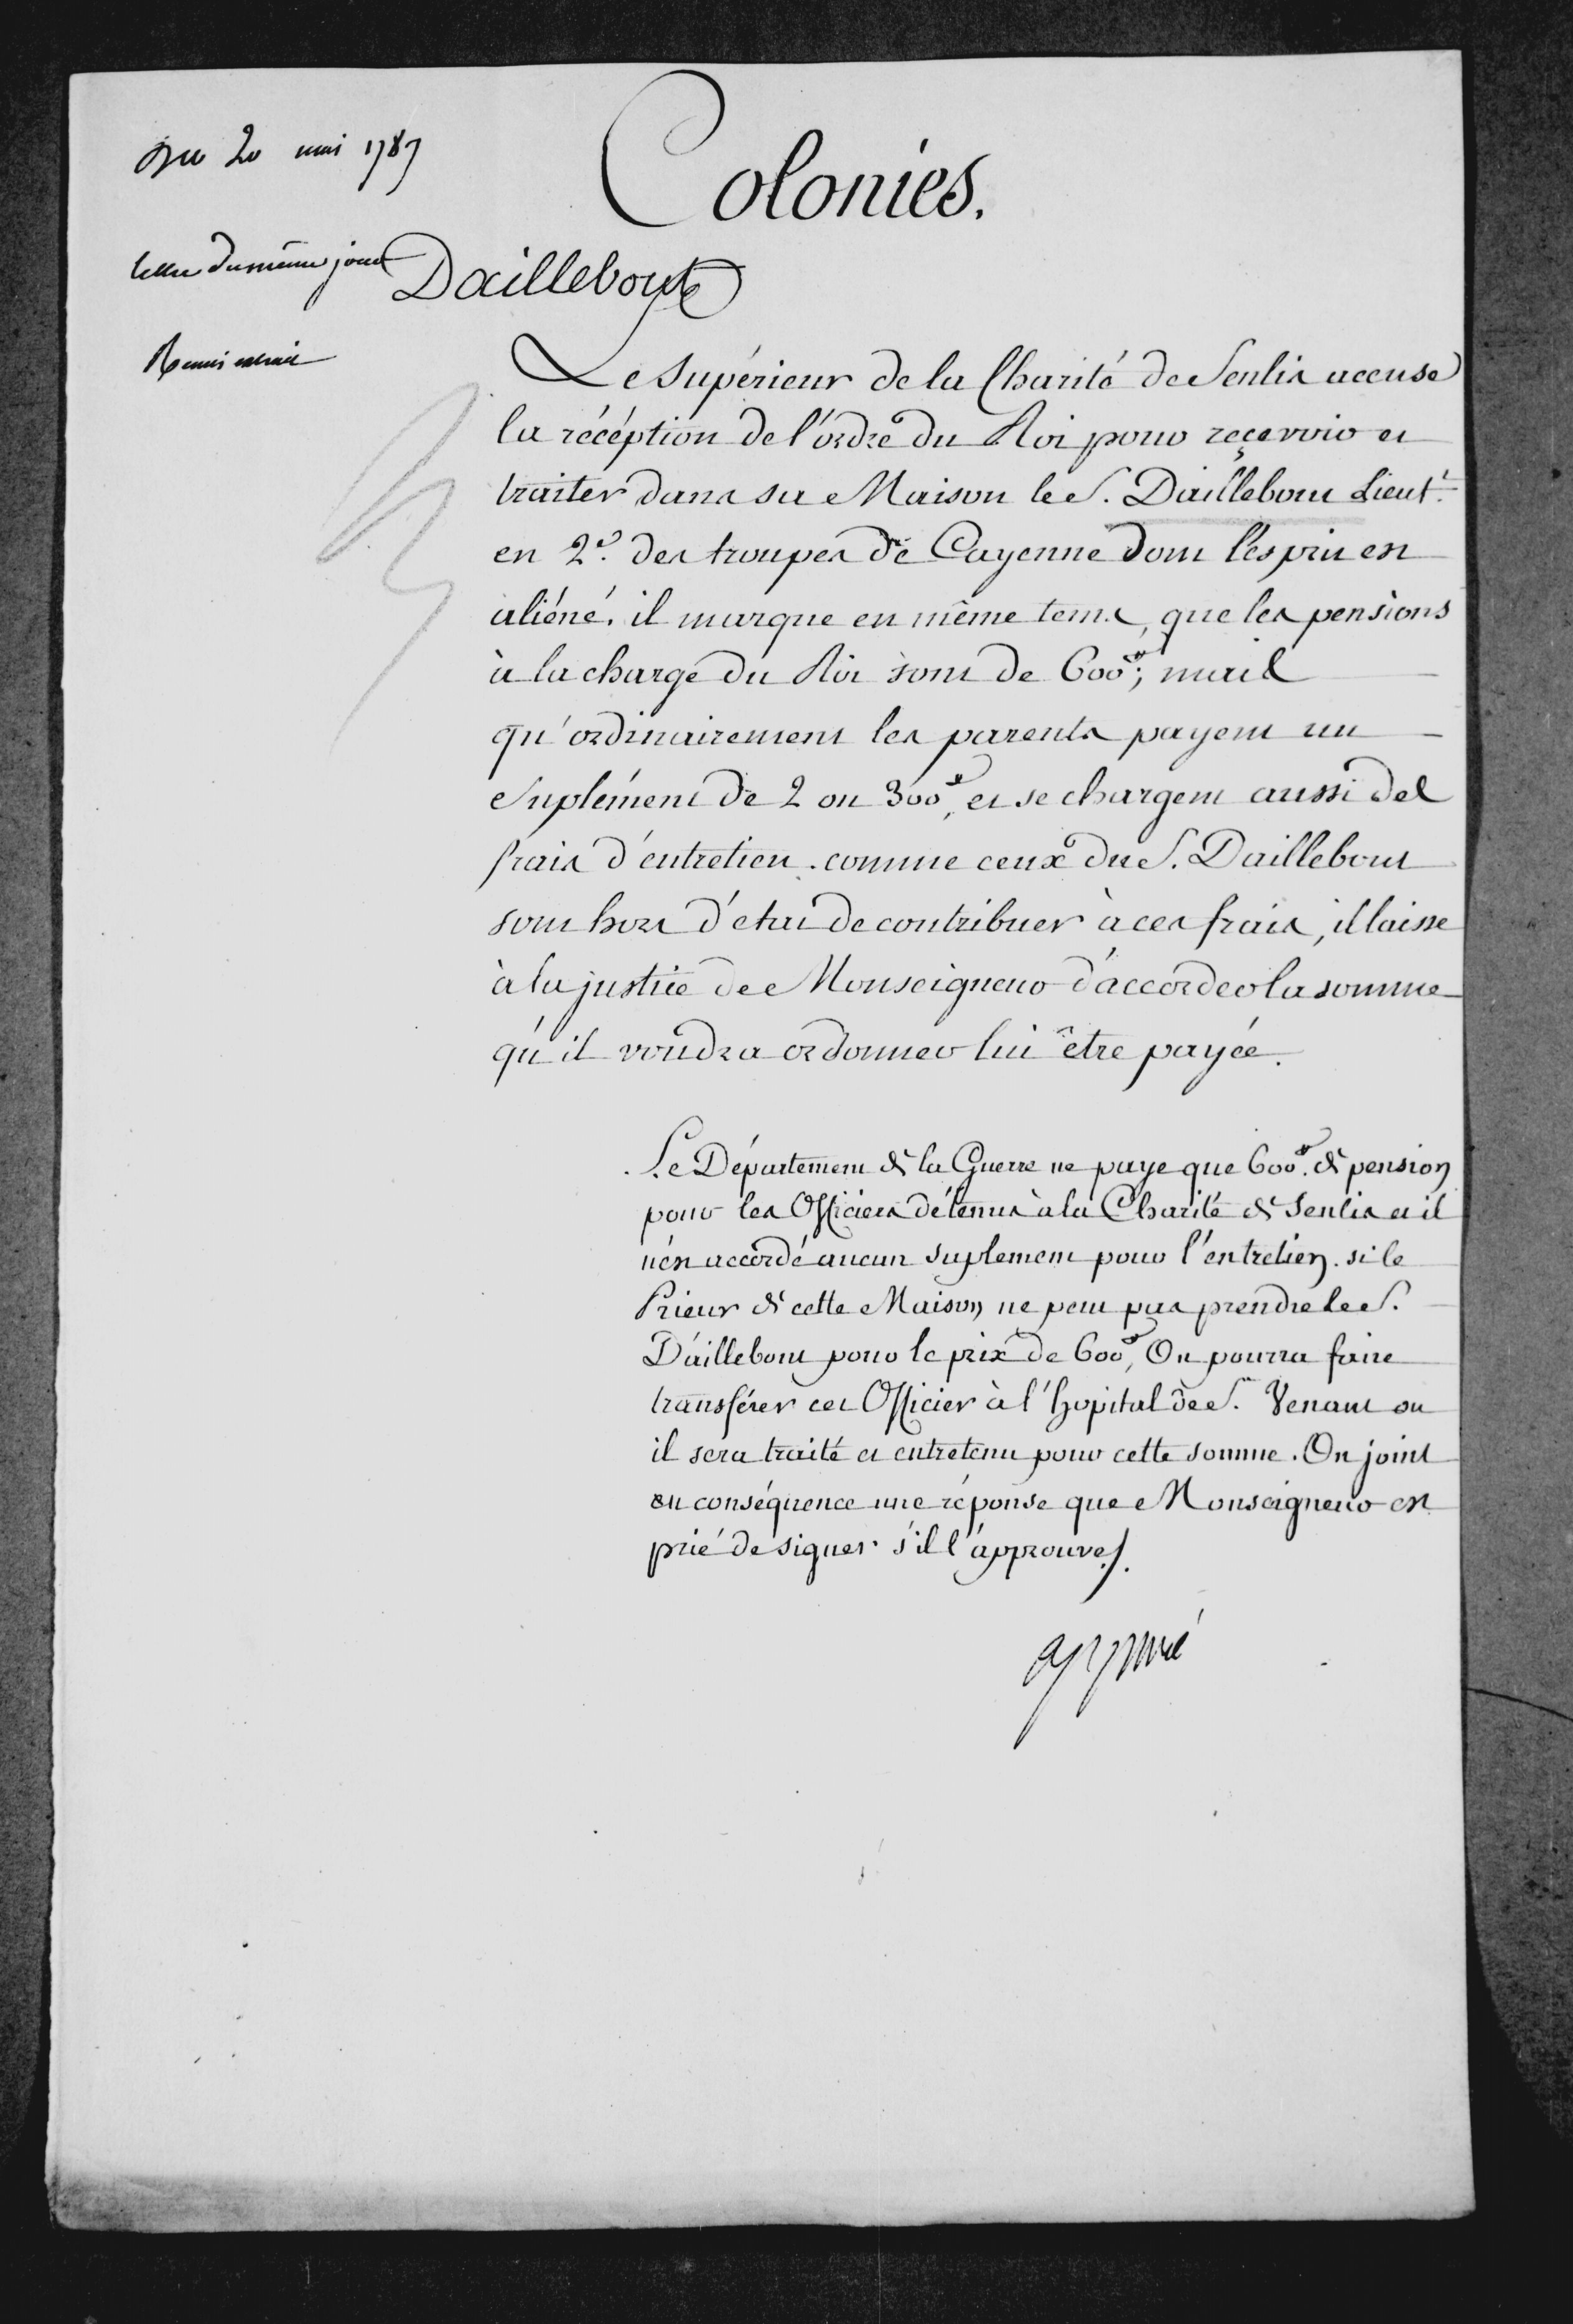 Du 20 mai 1787
Colonies.
lettre du même jour
Dailleboust
Remis extrait
Le Supérieur de la Charité de Senlis accuse
la récéption de l'ordre du Roi pour recevoir et
traiter dans sa Maison le S. Daillebout Lieut.t
en 2.e des troupes de Cayenne dont l'esprit est
aliéné. il marque en même tems, que les pensions
à la charge du Roi sont de 600₶; mais
qu'ordinairement les parents payent un
Suplément de 2 ou 300₶, et se chargent aussi des
frais d'entretien. comme ceux du S. Daillebout
sont hors d'état de contribuer à ces frais, il laisse
à la justice de Monseigneur d'accorder la somme
qu'il voudra ordonner lui être payée.
Le Département de la Guerre ne paye que 600₶. de pension
pour les Officiers détenus à la Charité de Senlis et il
n'est accordé aucun suplement pour l'entretien. si le
Prieur de cette Maison ne peut pas prendre le S.
Daillebout pour le prix de 600₶, On pourra faire
transférer cet Officier à l'hopital de S. Venant ou
il sera traité et entretenu pour cette somme. On joint
en conséquence une réponse que Monseigneur est
prié de signer s'il l'approuve./.
approuvé